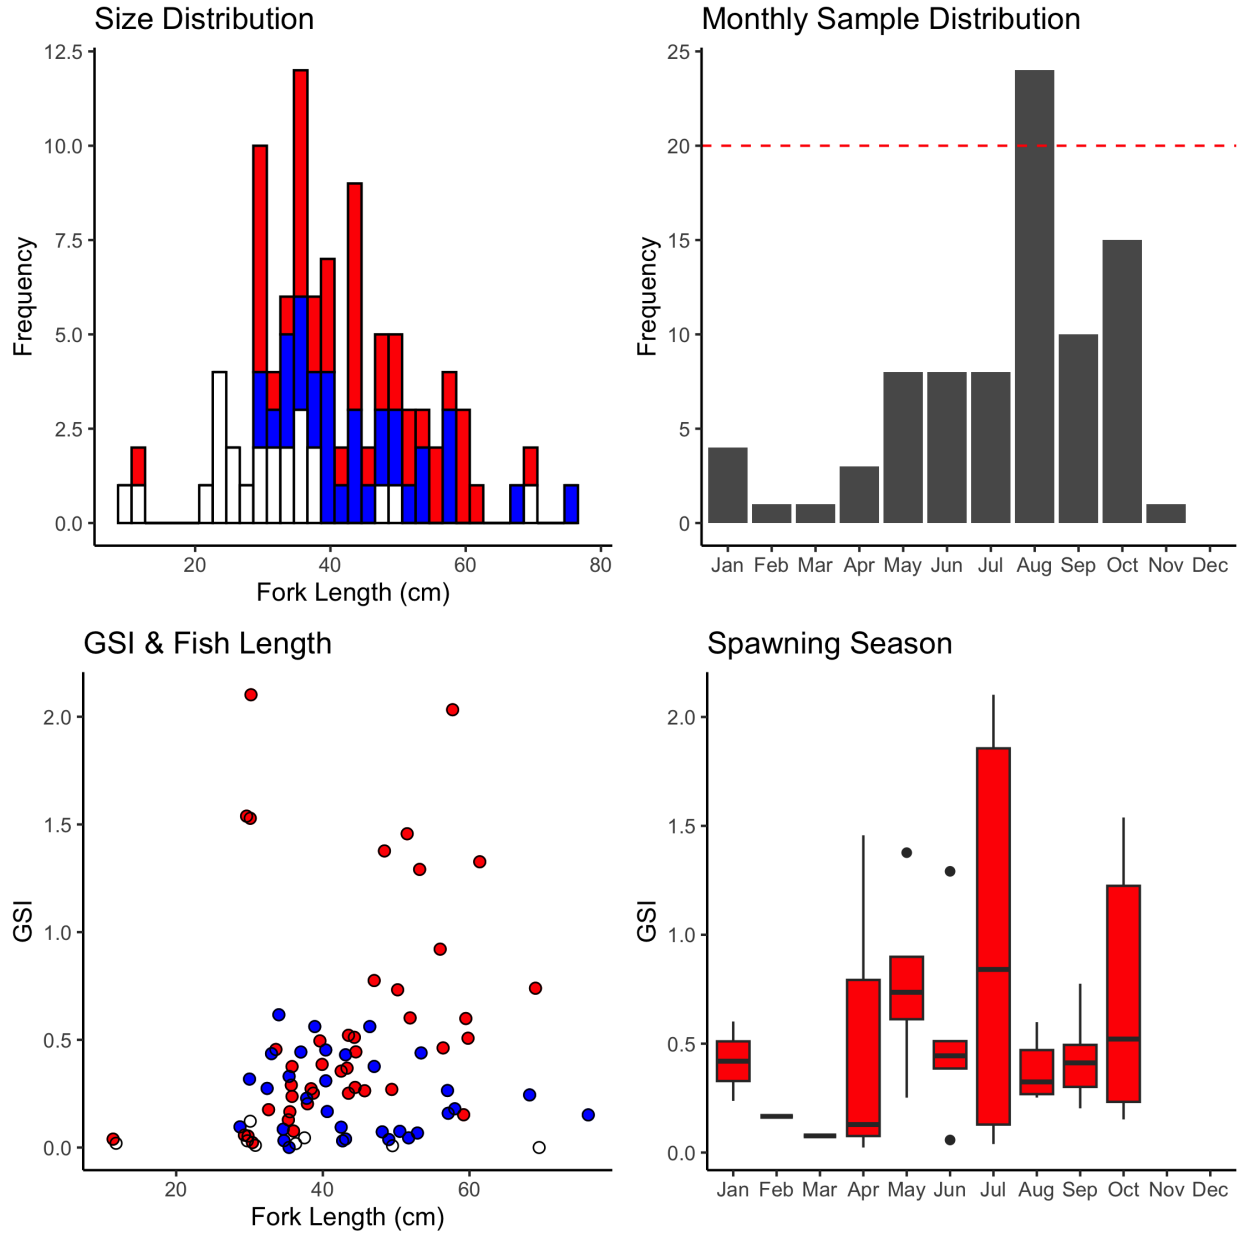 Size Distribution
12.5
10.0
7.5
5.0
2.5
0.0
Frequency
20 40 60 80
Fork Length (cm)
Monthly Sample Distribution
25
20
15
10
5
0
Frequency
Jan Feb Mar Apr May Jun Jul Aug Sep Oct Nov Dec
GSI & Fish Length
2.0
1.5
1.0
0.5
0.0
GSI
20 40 60
Fork Length (cm)
Spawning Season
2.0
1.5
1.0
0.5
0.0
GSI
Jan Feb Mar Apr May Jun Jul Aug Sep Oct Nov Dec